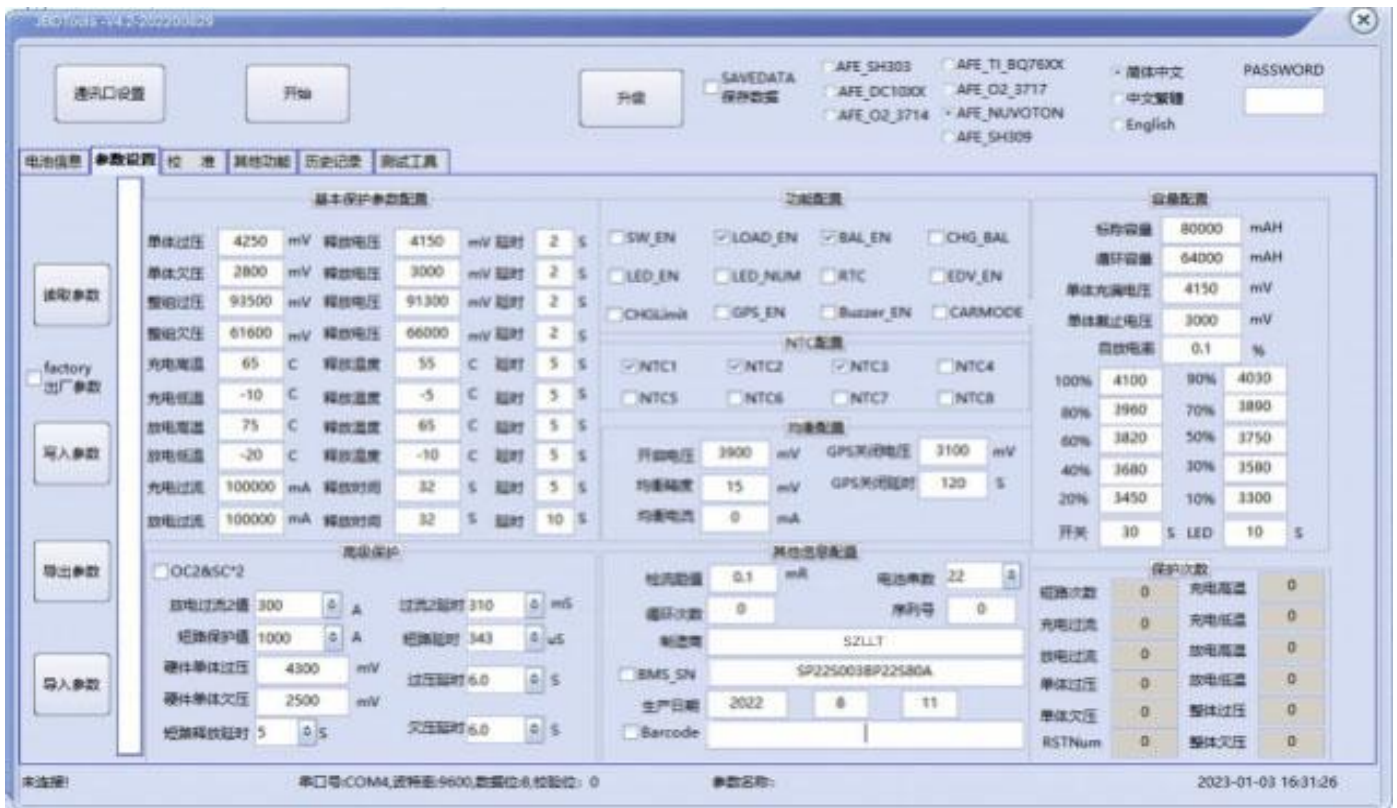 JBDTools -V4.2-202200829
通讯口设置 开始 升级 SAVEDATA 保存数据 AFE_SH303 AFE_TI_BQ76XX 简体中文 PASSWORD
AFE_DC10XX AFE_O2_3717 中文繁體
AFE_O2_3714 AFE_NUVOTON English
AFE_SH309
电池信息 参数设置 校 准 其他功能 历史记录 测试工具
读取参数
factory
出厂参数
写入参数
导出参数
导入参数
基本保护参数配置
单体过压 4250 mV 释放电压 4150 mV 延时 2 S
单体欠压 2800 mV 释放电压 3000 mV 延时 2 S
整组过压 93500 mV 释放电压 91300 mV 延时 2 S
整组欠压 61600 mV 释放电压 66000 mV 延时 2 S
充电高温 65 C 释放温度 55 C 延时 5 S
充电低温 -10 C 释放温度 -5 C 延时 5 S
放电高温 75 C 释放温度 65 C 延时 5 S
放电低温 -20 C 释放温度 -10 C 延时 5 S
充电过流 100000 mA 释放时间 32 S 延时 5 S
放电过流 100000 mA 释放时间 32 S 延时 10 S
高级保护
OC2&SC*2
放电过流2值 300 A 过流2延时 310 mS
短路保护值 1000 A 短路延时 343 uS
硬件单体过压 4300 mV 过压延时 6.0 S
硬件单体欠压 2500 mV
短路释放延时 5 S 欠压延时 6.0 S
功能配置
SW_EN LOAD_EN BAL_EN CHG_BAL
LED_EN LED_NUM RTC EDV_EN
CHGLimit GPS_EN Buzzer_EN CARMODE
NTC配置
NTC1 NTC2 NTC3 NTC4
NTC5 NTC6 NTC7 NTC8
均衡配置
开启电压 3900 mV GPS关闭电压 3100 mV
均衡精度 15 mV GPS关闭延时 120 S
均衡电流 0 mA
其他信息配置
检流阻值 0.1 mR 电池串数 22
循环次数 0 序列号 0
制造商 SZLLT
BMS_SN SP22S003BP22S80A
生产日期 2022 8 11
Barcode
容量配置
标称容量 80000 mAH
循环容量 64000 mAH
单体充满电压 4150 mV
单体截止电压 3000 mV
自放电率 0.1 %
100% 4100 90% 4030
80% 3960 70% 3890
60% 3820 50% 3750
40% 3680 30% 3580
20% 3450 10% 3300
开关 30 S LED 10 S
保护次数
短路次数 0 充电高温 0
充电过流 0 充电低温 0
放电过流 0 放电高温 0
单体过压 0 放电低温 0
单体欠压 0 整体过压 0
RSTNum 0 整体欠压 0
未连接! 串口号:COM4,波特率:9600,数据位:8,校验位: 0 参数名称: 2023-01-03 16:31:26